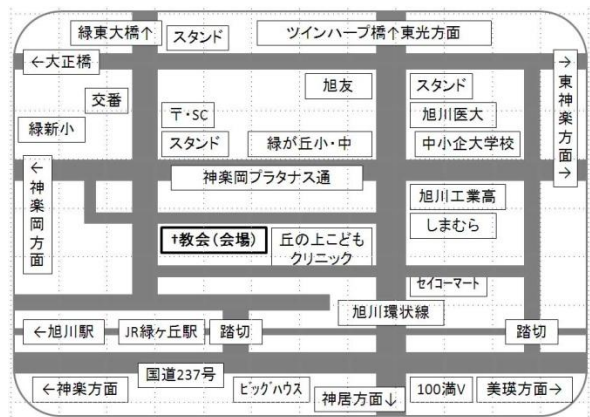 緑東大橋↑
スタンド
ツインハープ橋↑東光方面
←大正橋
→東神楽方面→
交番
旭友
スタンド
〒・SC
旭川医大
緑新小
スタンド
緑が丘小・中
中小企大学校
←神楽岡方面
神楽岡プラタナス通
旭川工業高
しまむら
†教会(会場)
丘の上こども
クリニック
セイコーマート
旭川環状線
←旭川駅
JR緑ヶ丘駅
踏切
踏切
国道237号
←神楽方面
ビッグハウス
神居方面↓
100満V
美瑛方面→